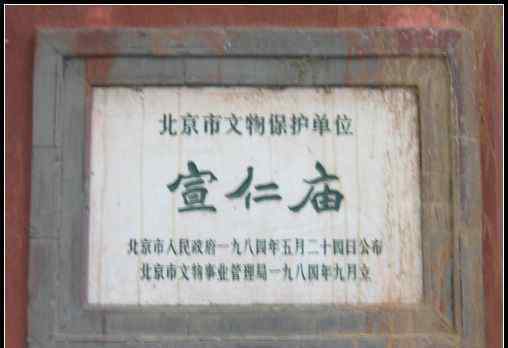 北京市文物保护单位
宣仁庙
北京市人民政府一九八四年五月二十四日公布
北京市文物事业管理局一九八四年九月立